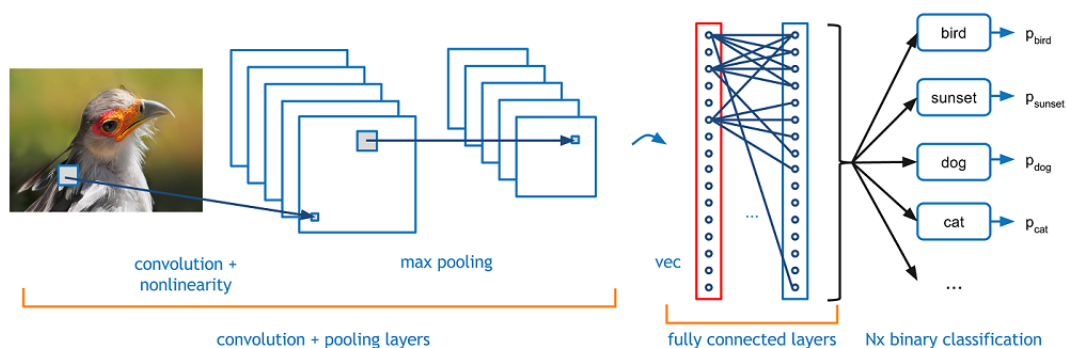 bird
p_bird
sunset
p_sunset
dog
p_dog
cat
p_cat
...
...
convolution +
nonlinearity
max pooling
vec
convolution + pooling layers
fully connected layers
Nx binary classification